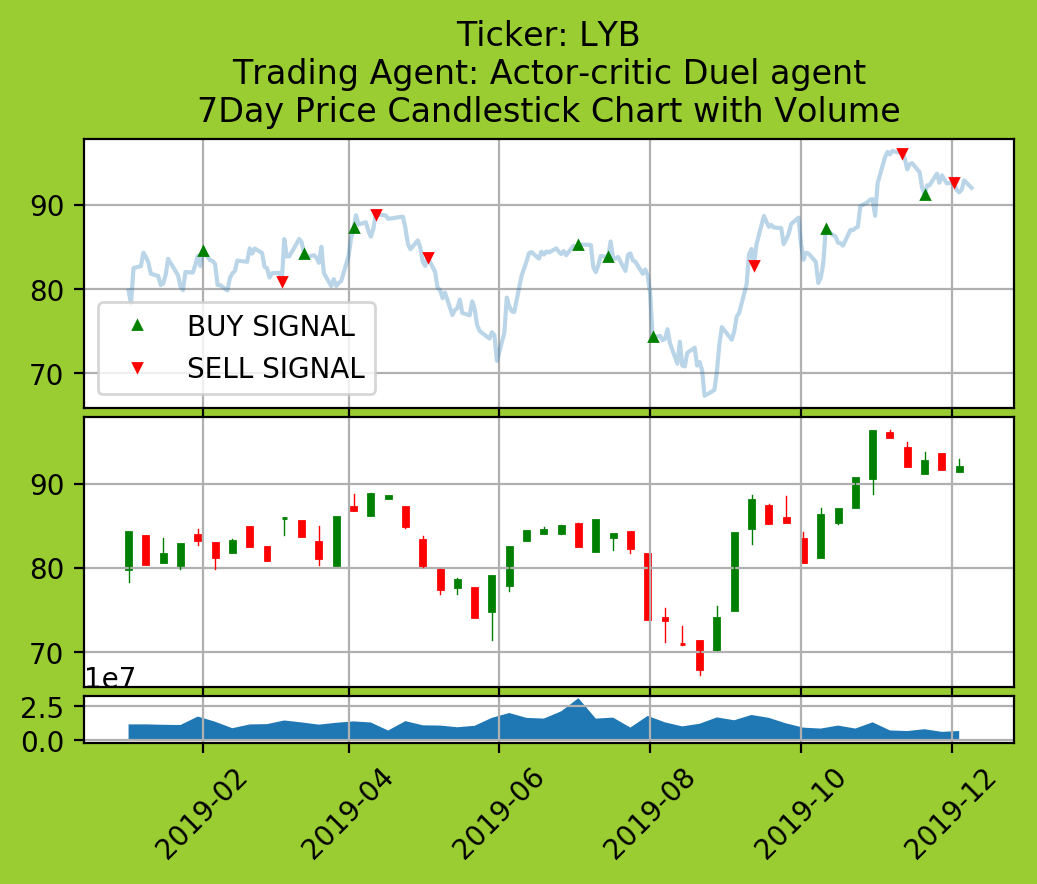 Ticker: LYB
Trading Agent: Actor-critic Duel agent
7Day Price Candlestick Chart with Volume
90
80
70
BUY SIGNAL
SELL SIGNAL
90
80
70
1e7
2.5
0.0
2019-02
2019-04
2019-06
2019-08
2019-10
2019-12